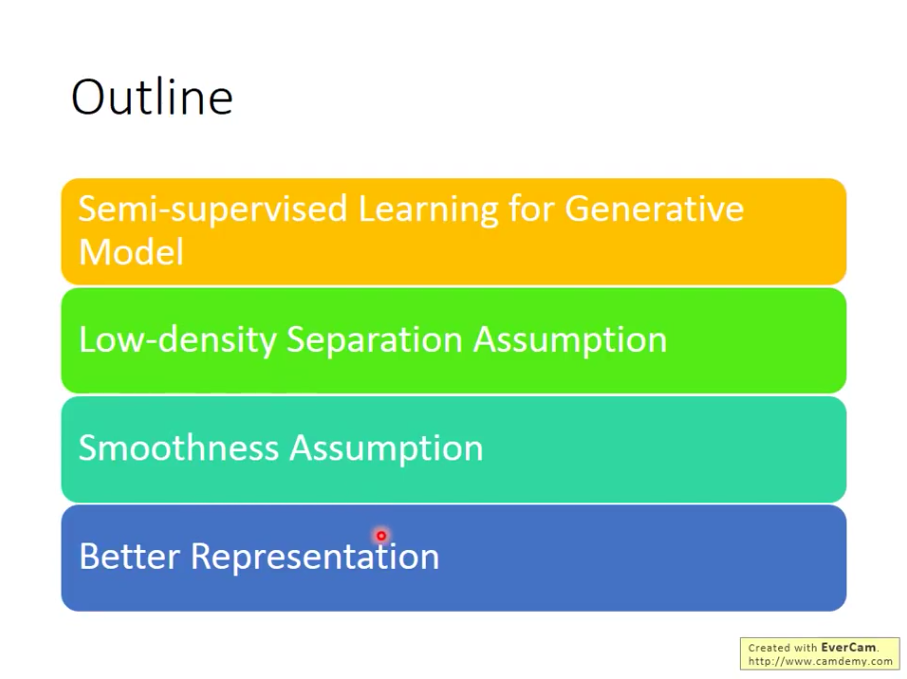 Outline
Semi-supervised Learning for Generative
Model
Low-density Separation Assumption
Smoothness Assumption
Better Representation
Created with EverCam.
http://www.camdemy.com